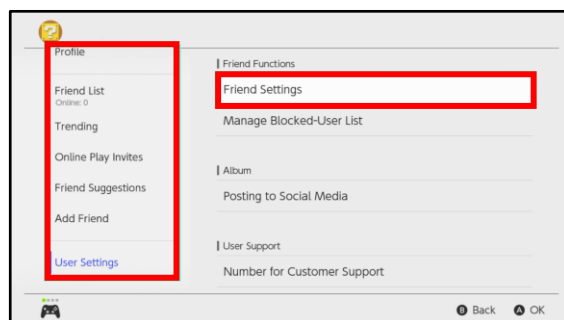 Profile
Friend List
Online: 0
Trending
Online Play Invites
Friend Suggestions
Add Friend
User Settings
Friend Functions
Friend Settings
Manage Blocked-User List
Album
Posting to Social Media
User Support
Number for Customer Support
B Back A OK